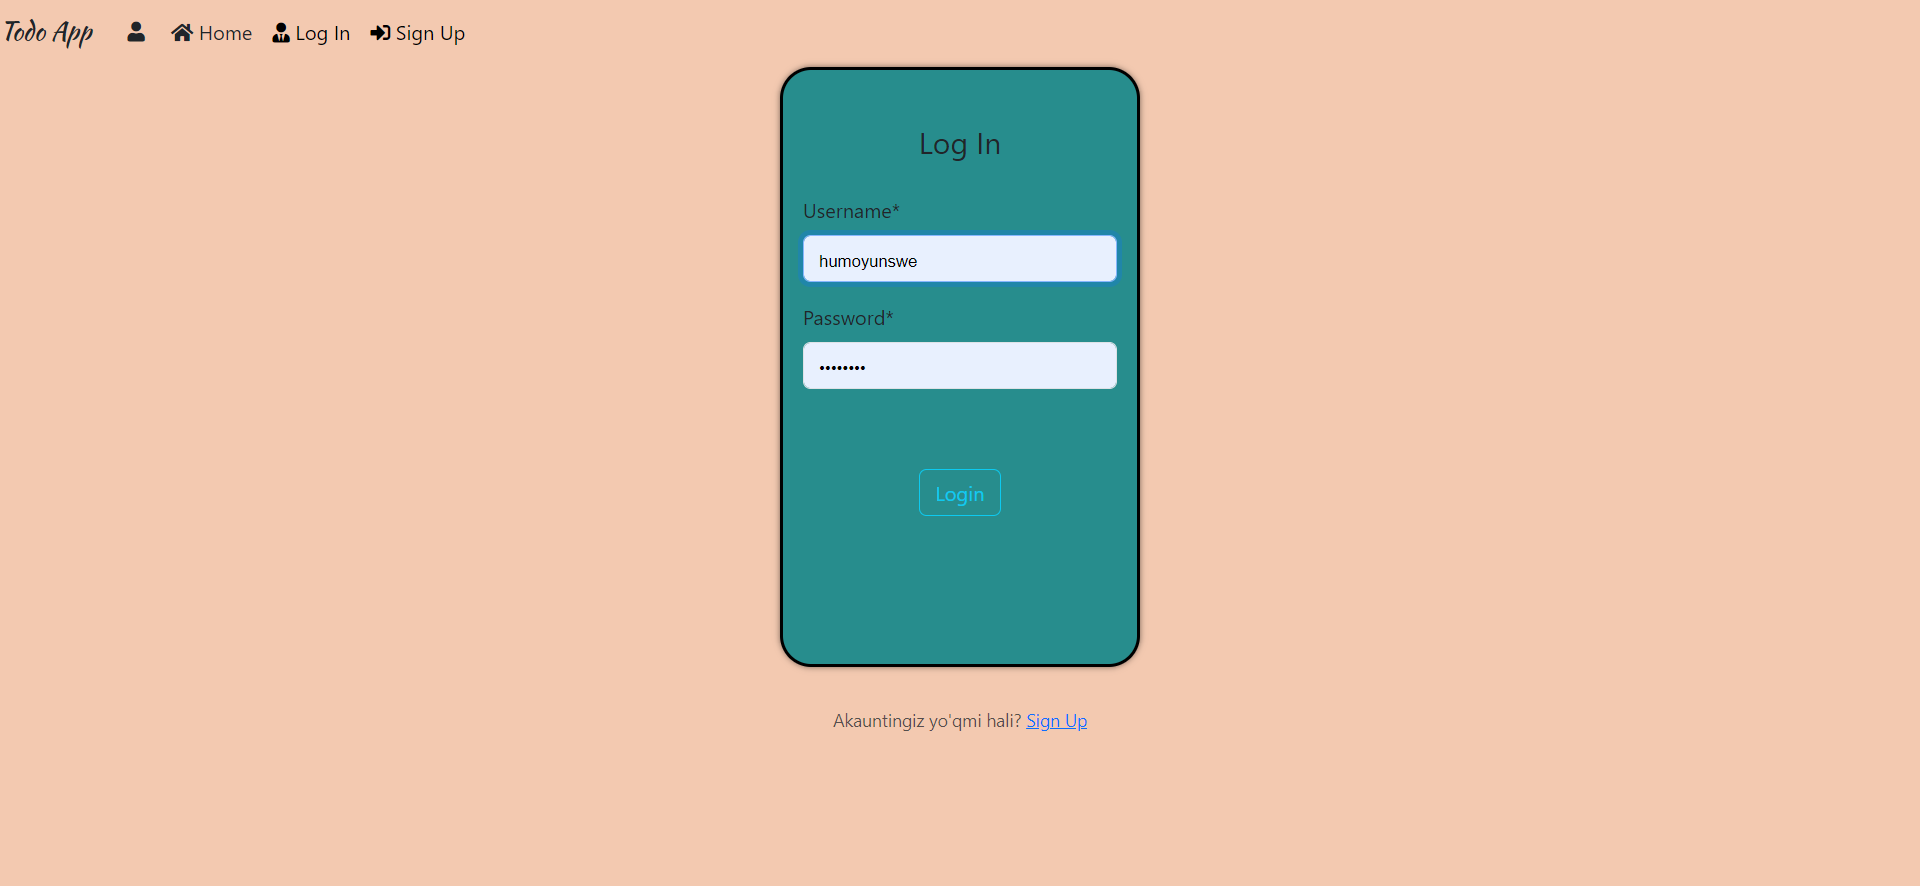 Todo App Home Log In Sign Up
Log In
Username*
humoyunswe
Password*
••••••••
Login
Akauntingiz yo'qmi hali? Sign Up